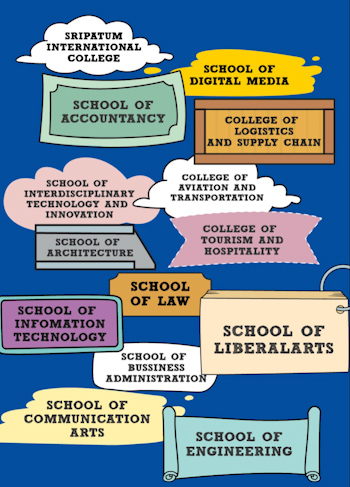 SRIPATUM
INTERNATIONAL
COLLEGE
SCHOOL OF
DIGITAL MEDIA
SCHOOL OF
ACCOUNTANCY
COLLEGE OF
LOGISTICS
AND SUPPLY CHAIN
SCHOOL OF
INTERDISCIPLINARY
TECHNOLOGY AND
INNOVATION
COLLEGE OF
AVIATION AND
TRANSPORTATION
SCHOOL OF
ARCHITECTURE
COLLEGE OF
TOURISM AND
HOSPITALITY
SCHOOL
OF LAW
SCHOOL OF
INFOMATION
TECHNOLOGY
SCHOOL OF
LIBERALARTS
SCHOOL OF
BUSSINESS
ADMINISTRATION
SCHOOL OF
COMMUNICATION
ARTS
SCHOOL OF
ENGINEERING